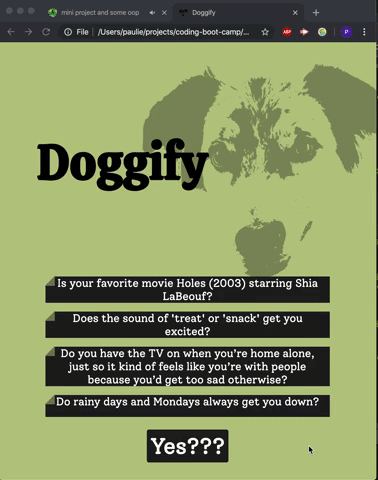 mini project and some oop
Doggify
File
/Users/paulie/projects/coding-boot-camp/...
ABP
P
Doggify
Is your favorite movie Holes (2003) starring Shia
LaBeouf?
Does the sound of 'treat' or 'snack' get you
excited?
Do you have the TV on when you're home alone,
just so it kind of feels like you're with people
because you'd get too sad otherwise?
Do rainy days and Mondays always get you down?
Yes???